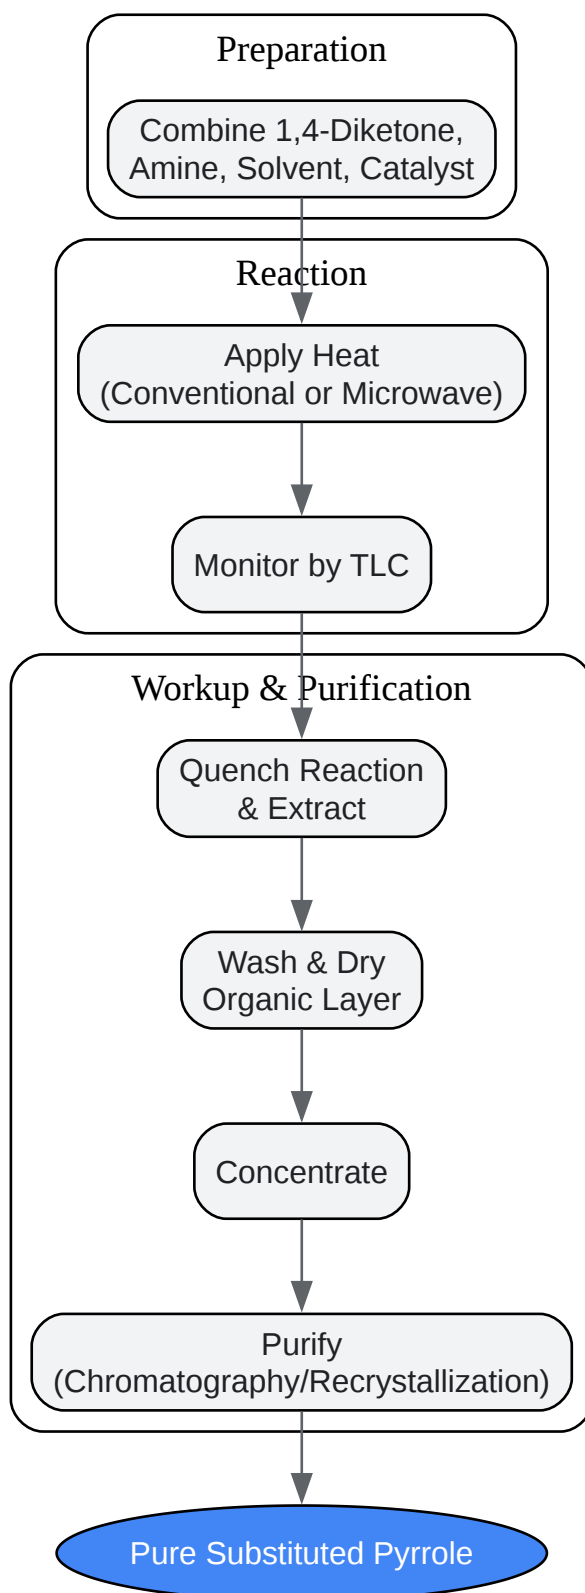 Preparation
Combine 1,4-Diketone,
Amine, Solvent, Catalyst
Reaction
Apply Heat
(Conventional or Microwave)
Monitor by TLC
Workup & Purification
Quench Reaction
& Extract
Wash & Dry
Organic Layer
Concentrate
Purify
(Chromatography/Recrystallization)
Pure Substituted Pyrrole